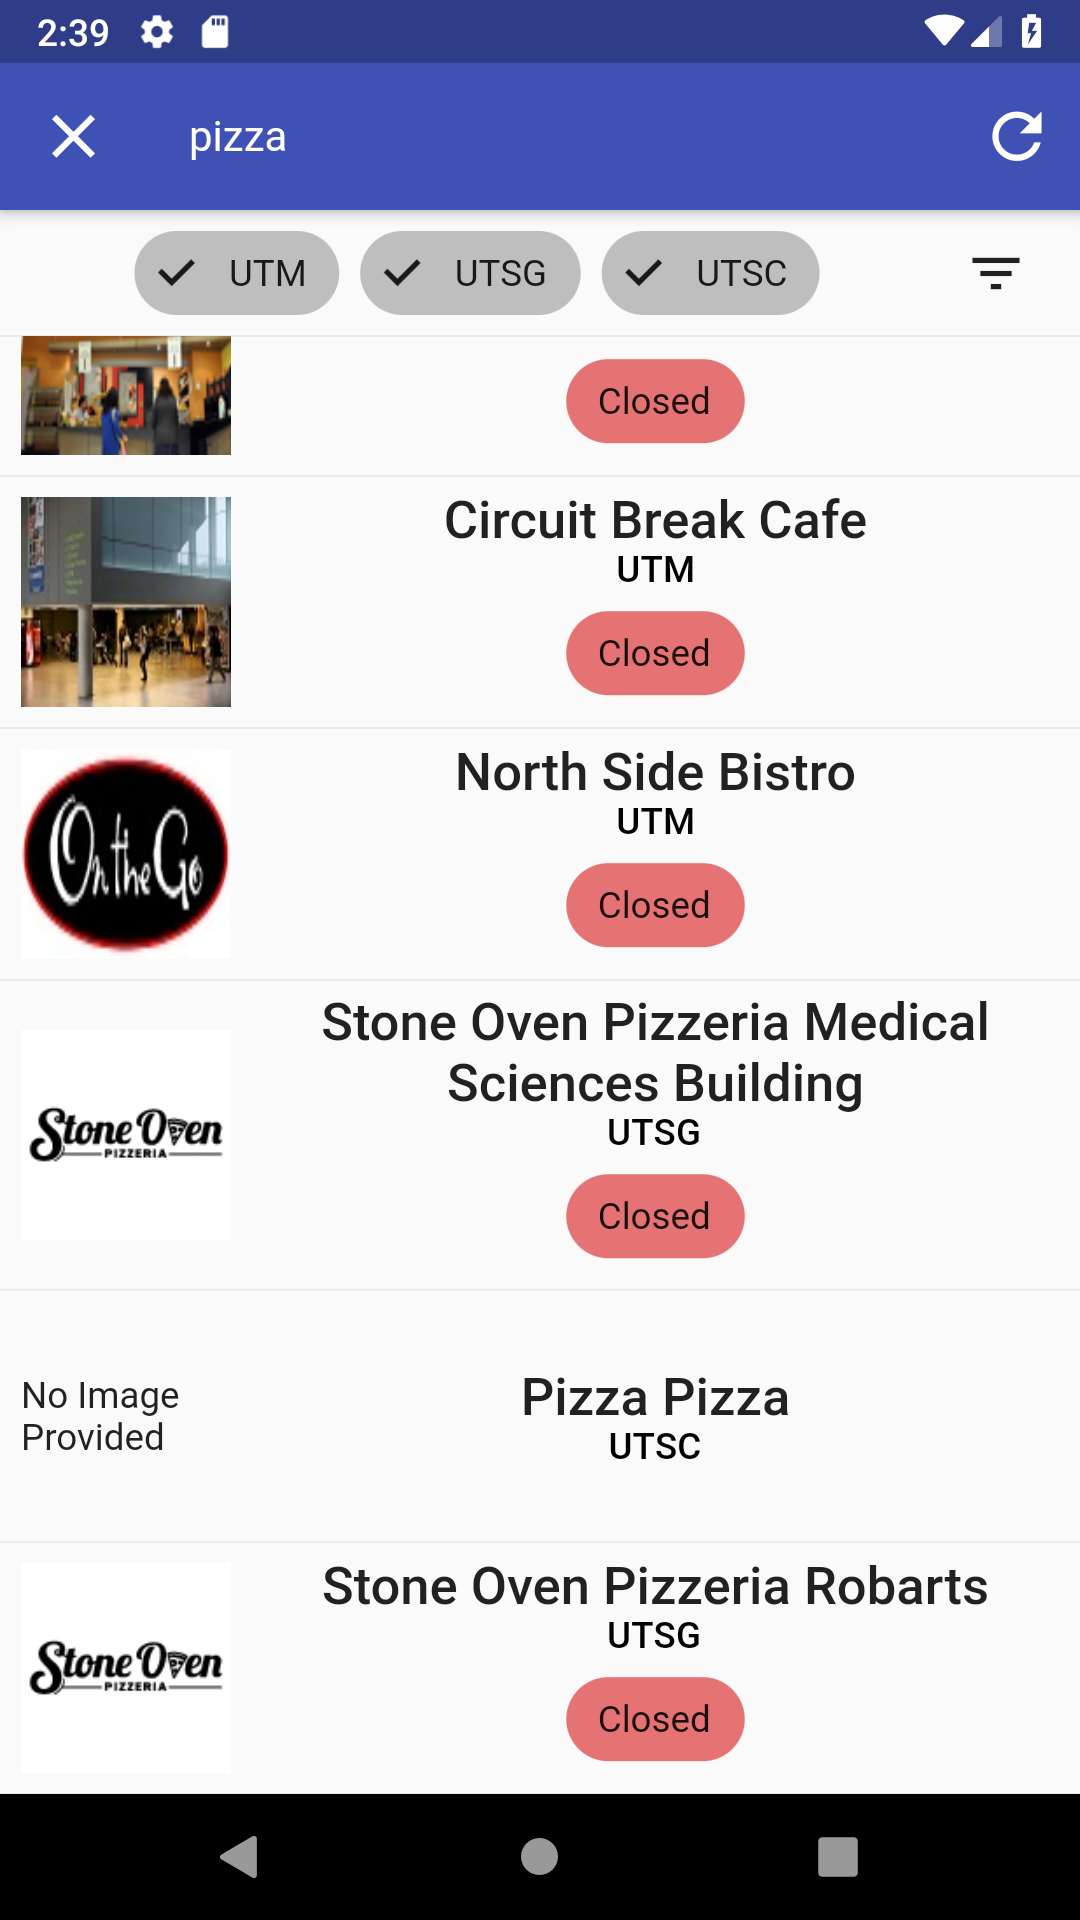 2:39
pizza
UTM
UTSG
UTSC
Closed
Circuit Break Cafe
UTM
Closed
On the Go
North Side Bistro
UTM
Closed
Stone Oven
PIZZERIA
Stone Oven Pizzeria Medical
Sciences Building
UTSG
Closed
No Image
Provided
Pizza Pizza
UTSC
Stone Oven
PIZZERIA
Stone Oven Pizzeria Robarts
UTSG
Closed